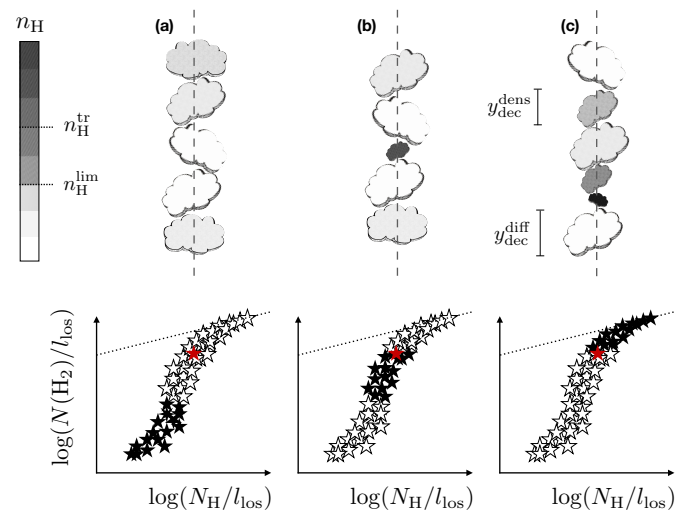 n_H
n_H^tr
n_H^lim
(a)
(b)
(c)
y_dec^dens
y_dec^diff
log(N(H₂)/l_los)
log(N_H/l_los)
log(N_H/l_los)
log(N_H/l_los)